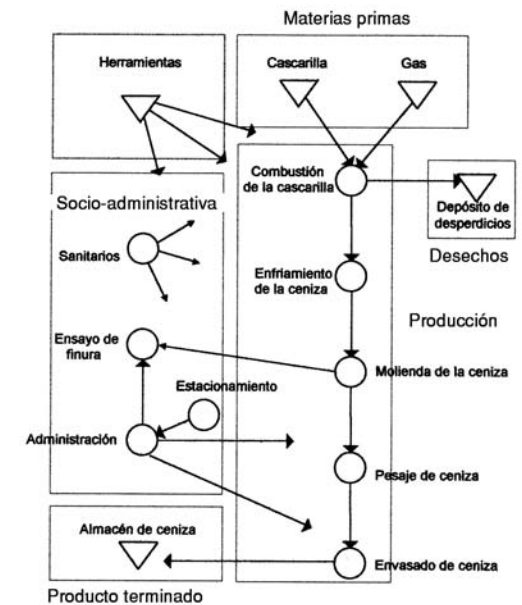 Materias primas
Herramientas
Cascarilla
Gas
Combustión
de la cascarilla
Depósito de
desperdicios
Desechos
Socio-administrativa
Sanitarios
Enfriamiento
de la ceniza
Producción
Ensayo de
finura
Molienda de la ceniza
Estacionamiento
Administración
Pesaje de ceniza
Almacén de ceniza
Envasado de ceniza
Producto terminado